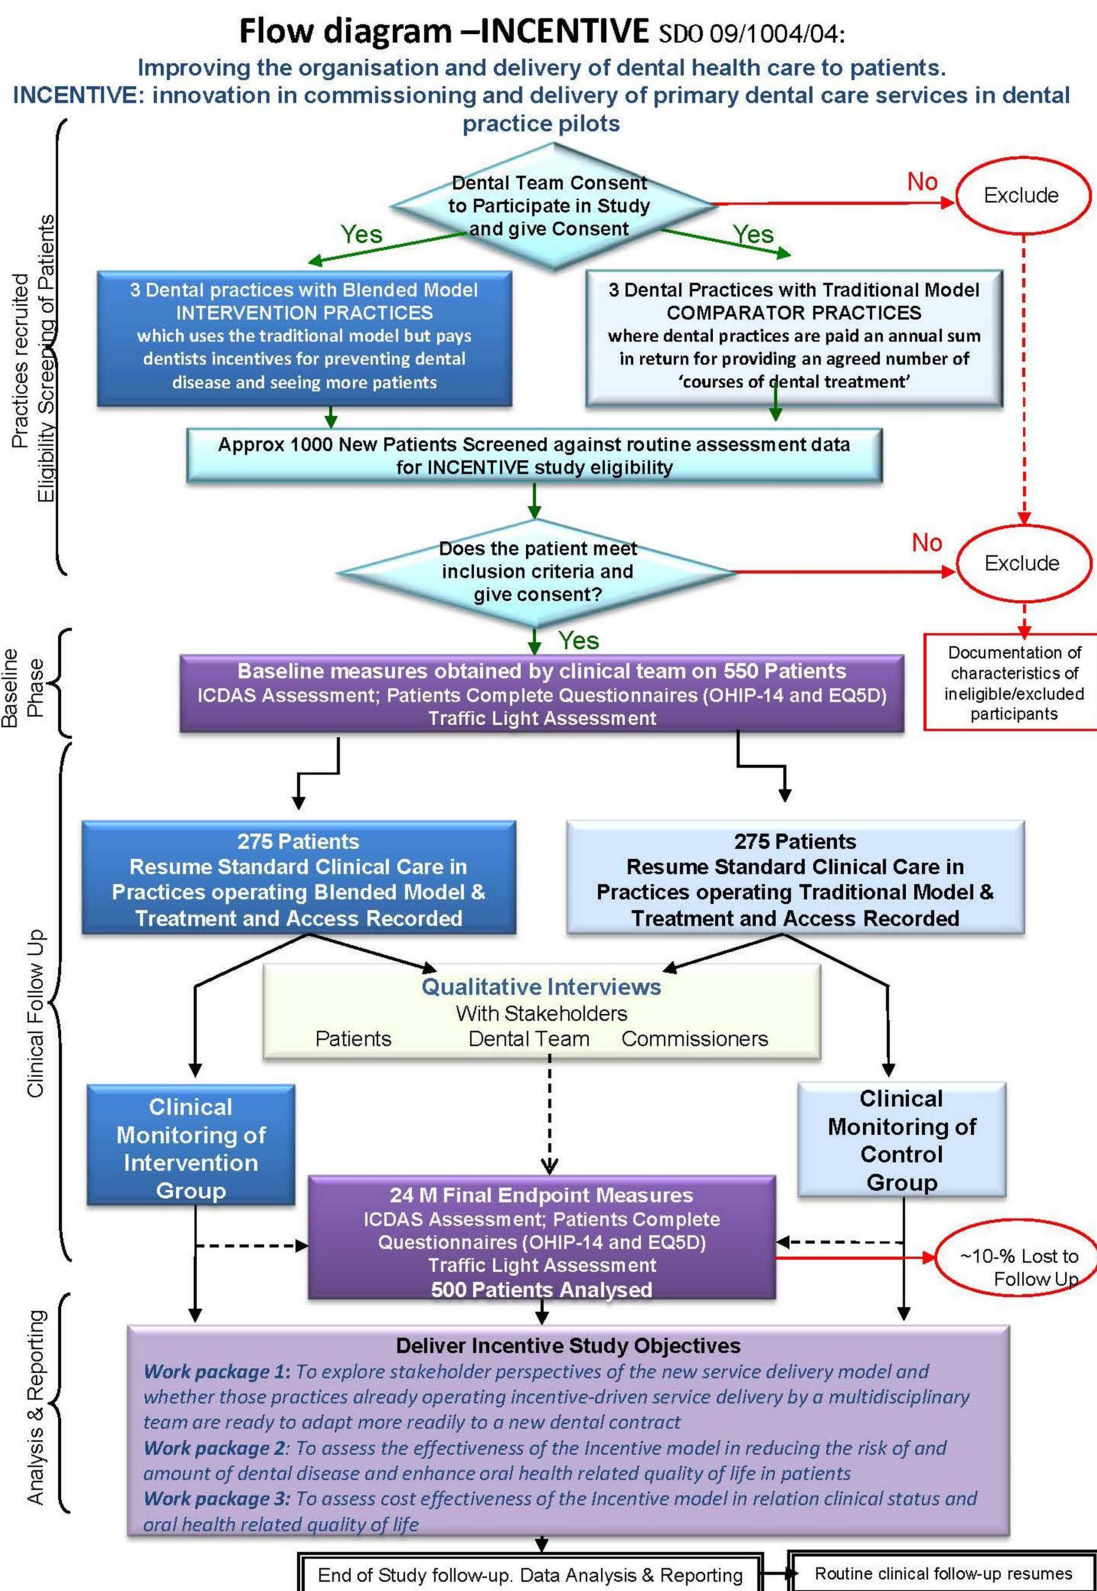 Flow diagram –INCENTIVE SDO 09/1004/04:
Improving the organisation and delivery of dental health care to patients.
INCENTIVE: innovation in commissioning and delivery of primary dental care services in dental
practice pilots
Practices recruited
Eligibility Screening of Patients
Dental Team Consent
to Participate in Study
and give Consent
No
Exclude
Yes
Yes
3 Dental practices with Blended Model
INTERVENTION PRACTICES
which uses the traditional model but pays
dentists incentives for preventing dental
disease and seeing more patients
3 Dental Practices with Traditional Model
COMPARATOR PRACTICES
where dental practices are paid an annual sum
in return for providing an agreed number of
‘courses of dental treatment’
Approx 1000 New Patients Screened against routine assessment data
for INCENTIVE study eligibility
Does the patient meet
inclusion criteria and
give consent?
No
Exclude
Yes
Baseline
Phase
Baseline measures obtained by clinical team on 550 Patients
ICDAS Assessment; Patients Complete Questionnaires (OHIP-14 and EQ5D)
Traffic Light Assessment
Documentation of
characteristics of
ineligible/excluded
participants
Clinical Follow Up
275 Patients
Resume Standard Clinical Care in
Practices operating Blended Model &
Treatment and Access Recorded
275 Patients
Resume Standard Clinical Care in
Practices operating Traditional Model &
Treatment and Access Recorded
Qualitative Interviews
With Stakeholders
Patients Dental Team Commissioners
Clinical
Monitoring of
Intervention
Group
Clinical
Monitoring of
Control
Group
24 M Final Endpoint Measures
ICDAS Assessment; Patients Complete
Questionnaires (OHIP-14 and EQ5D)
Traffic Light Assessment
500 Patients Analysed
~10-% Lost to
Follow Up
Analysis & Reporting
Deliver Incentive Study Objectives
Work package 1: To explore stakeholder perspectives of the new service delivery model and
whether those practices already operating incentive-driven service delivery by a multidisciplinary
team are ready to adapt more readily to a new dental contract
Work package 2: To assess the effectiveness of the Incentive model in reducing the risk of and
amount of dental disease and enhance oral health related quality of life in patients
Work package 3: To assess cost effectiveness of the Incentive model in relation clinical status and
oral health related quality of life
End of Study follow-up. Data Analysis & Reporting
Routine clinical follow-up resumes